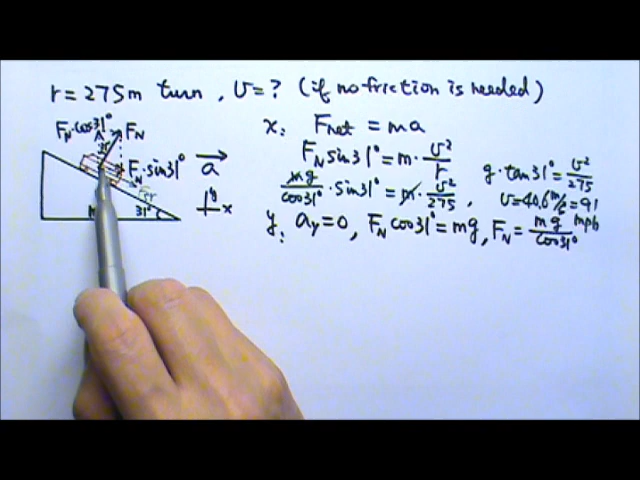 r = 275m turn, v = ? (if no friction is needed)
F_N·cos31° F_N
F_N·sin31° a
31°
y
x
x: F_net = ma
F_N sin31° = m·v²/r
mg/cos31°·sin31° = m·v²/275, g·tan31° = v²/275
v = 40.6 m/s = 91 mph
y: a_y = 0, F_N cos31° = mg, F_N = mg/cos31°